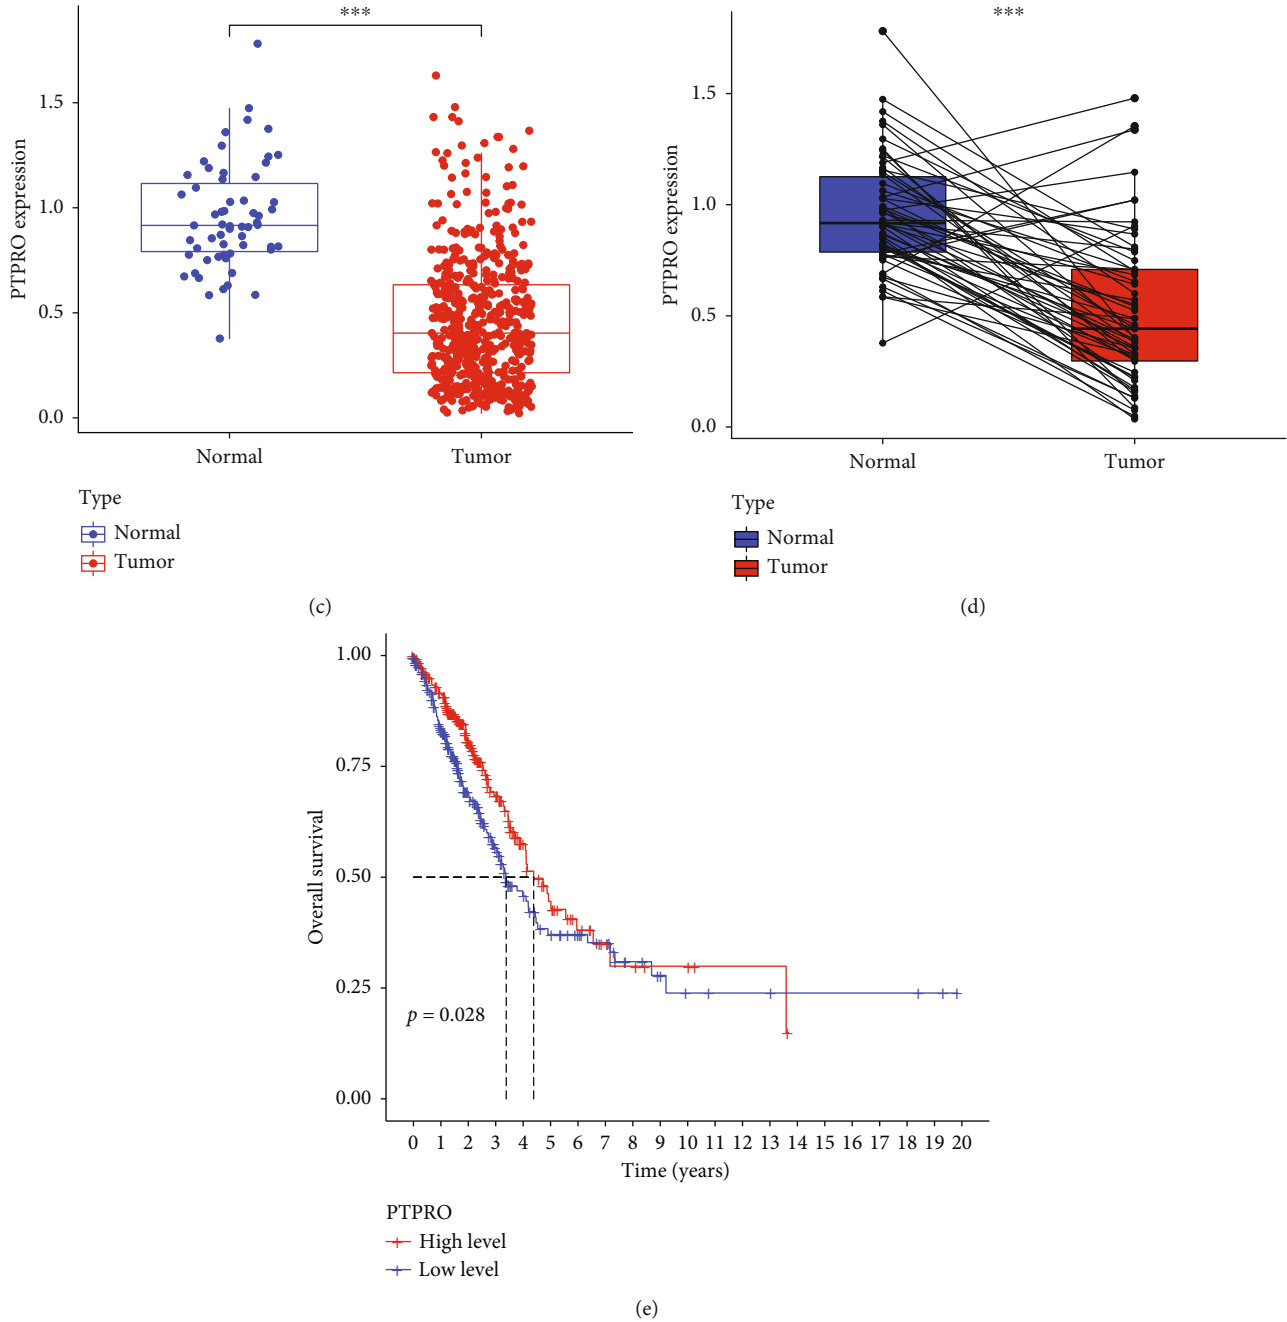 ***
PTPRO expression
1.5
1.0
0.5
0.0
Normal
Tumor
Type
Normal
Tumor
(c)
***
PTPRO expression
1.5
1.0
0.5
0.0
Normal
Tumor
Type
Normal
Tumor
(d)
Overall survival
1.00
0.75
0.50
0.25
0.00
p = 0.028
0 1 2 3 4 5 6 7 8 9 10 11 12 13 14 15 16 17 18 19 20
Time (years)
PTPRO
High level
Low level
(e)